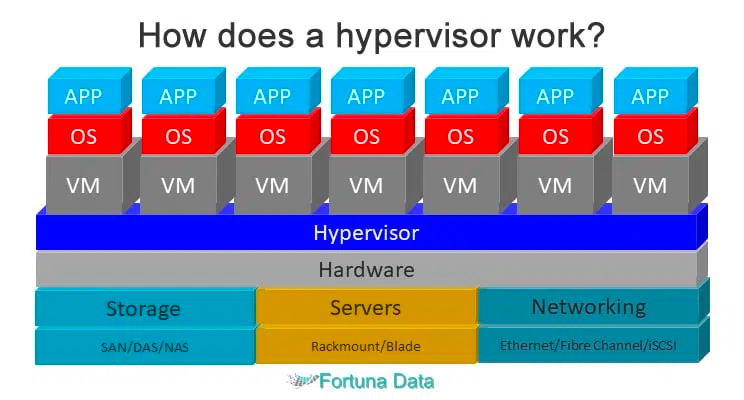 How does a hypervisor work?
APP APP APP APP APP APP APP
OS OS OS OS OS OS OS
VM VM VM VM VM VM VM
Hypervisor
Hardware
Storage Servers Networking
SAN/DAS/NAS Rackmount/Blade Ethernet/Fibre Channel/iSCSI
Fortuna Data